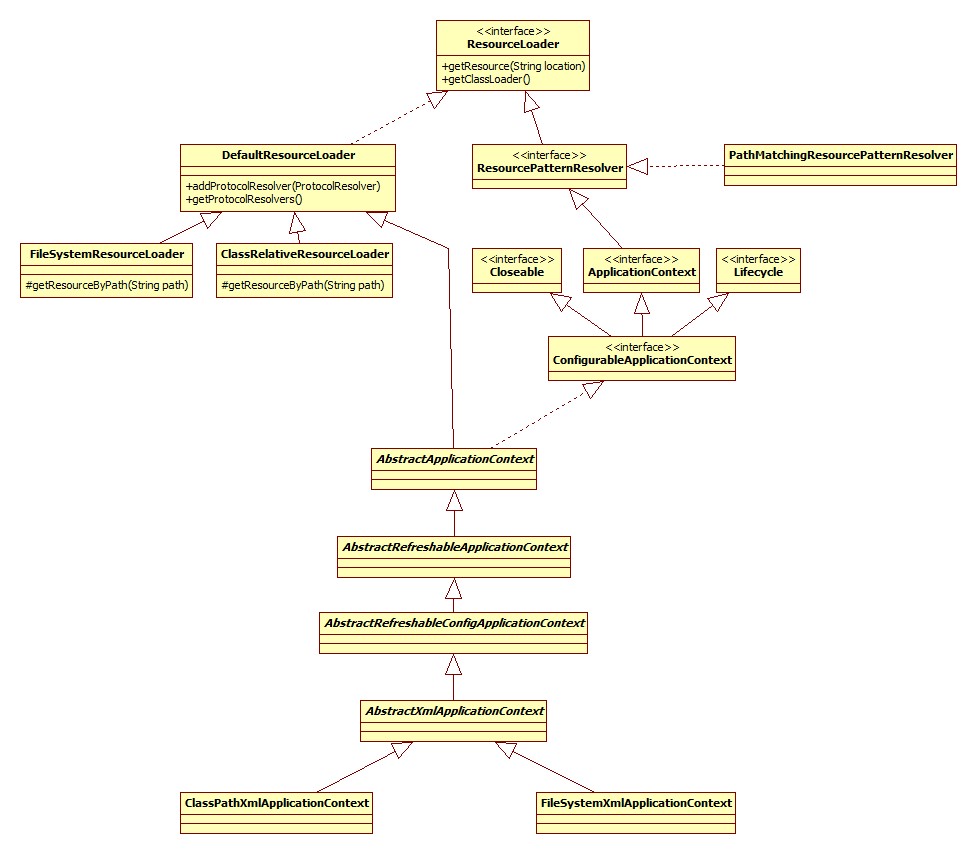 <<interface>>
ResourceLoader
+getResource(String location)
+getClassLoader()
DefaultResourceLoader
+addProtocolResolver(ProtocolResolver)
+getProtocolResolvers()
<<interface>>
ResourcePatternResolver
PathMatchingResourcePatternResolver
FileSystemResourceLoader
#getResourceByPath(String path)
ClassRelativeResourceLoader
#getResourceByPath(String path)
<<interface>>
Closeable
<<interface>>
ApplicationContext
<<interface>>
Lifecycle
<<interface>>
ConfigurableApplicationContext
AbstractApplicationContext
AbstractRefreshableApplicationContext
AbstractRefreshableConfigApplicationContext
AbstractXmlApplicationContext
ClassPathXmlApplicationContext
FileSystemXmlApplicationContext